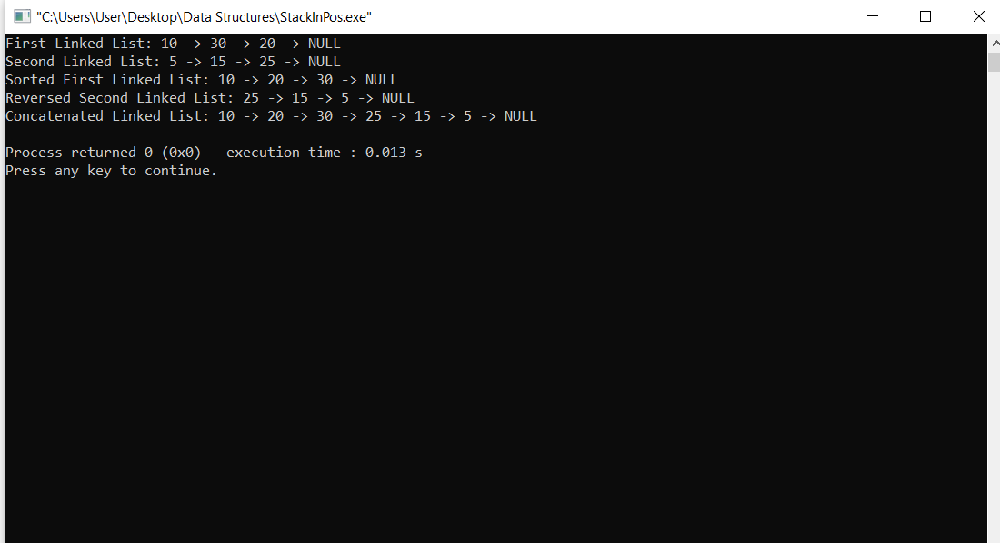 "C:\Users\User\Desktop\Data Structures\StackInPos.exe"
First Linked List: 10 -> 30 -> 20 -> NULL
Second Linked List: 5 -> 15 -> 25 -> NULL
Sorted First Linked List: 10 -> 20 -> 30 -> NULL
Reversed Second Linked List: 25 -> 15 -> 5 -> NULL
Concatenated Linked List: 10 -> 20 -> 30 -> 25 -> 15 -> 5 -> NULL
Process returned 0 (0x0)   execution time : 0.013 s
Press any key to continue.